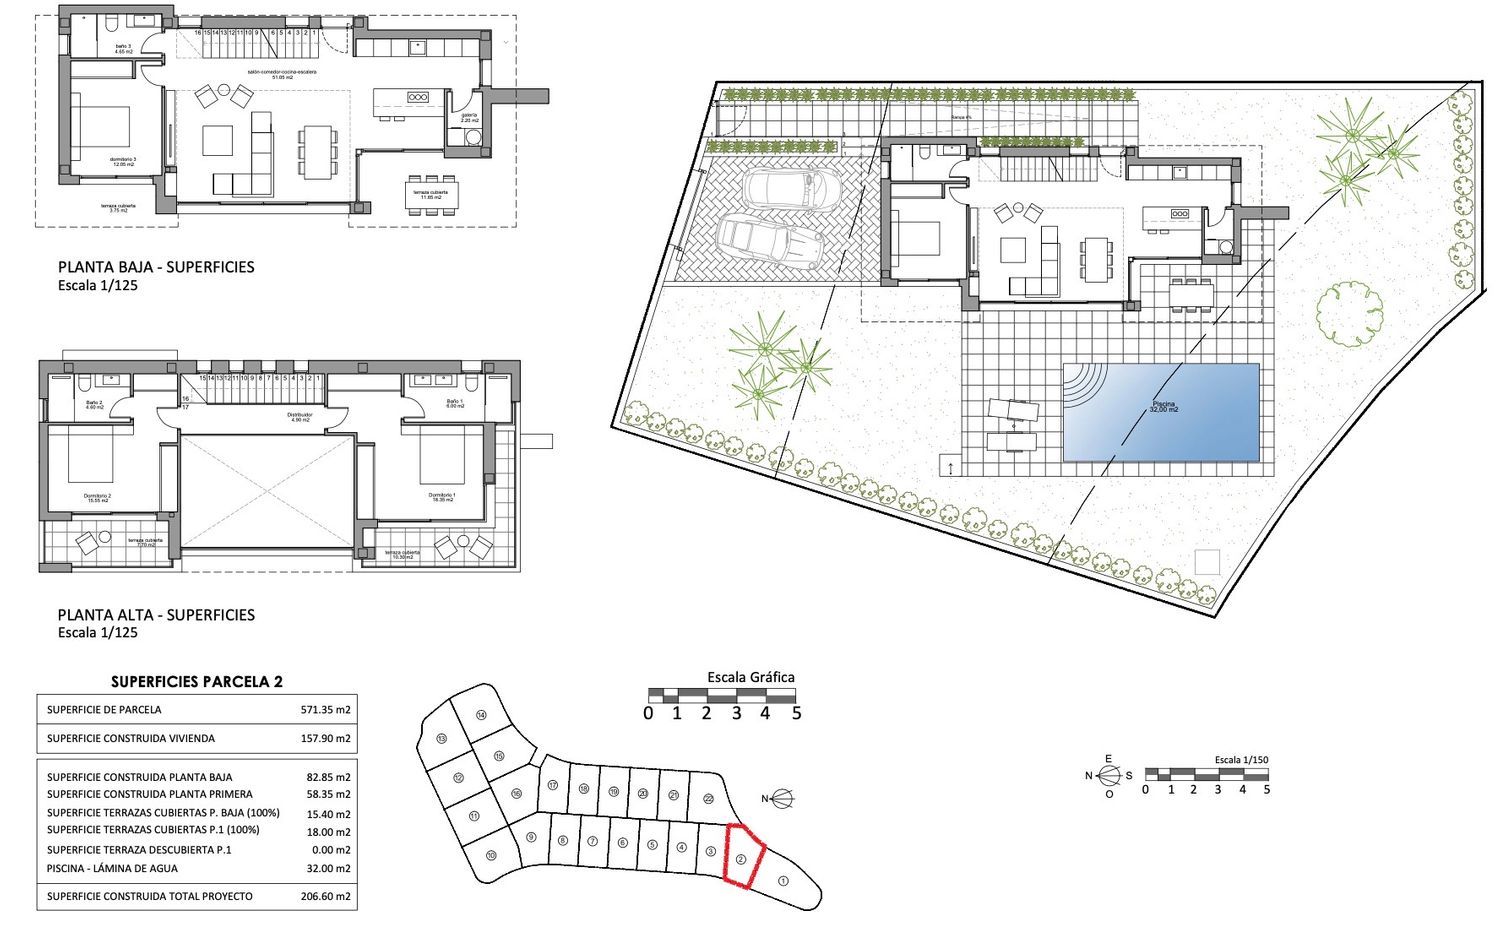 16 15 14 13 12 11 10 9 8 7 6 5 4 3 2 1
baño 3
4.65 m2
salón-comedor-cocina-escalera
51.05 m2
galería
2.20 m2
dormitorio 3
12.05 m2
terraza cubierta
3.75 m2
terraza cubierta
11.65 m2
PLANTA BAJA - SUPERFICIES
Escala 1/125
15 14 13 12 11 10 9 8 7 6 5 4 3 2 1
16
17
Baño 2
4.60 m2
Distribuidor
4.90 m2
Baño 1
6.00 m2
Dormitorio 2
15.55 m2
Dormitorio 1
18.35 m2
terraza cubierta
7.70 m2
terraza cubierta
10.30 m2
PLANTA ALTA - SUPERFICIES
Escala 1/125
Rampa 6%
Piscina
32,00 m2
SUPERFICIES PARCELA 2
SUPERFICIE DE PARCELA 571.35 m2
SUPERFICIE CONSTRUIDA VIVIENDA 157.90 m2
SUPERFICIE CONSTRUIDA PLANTA BAJA 82.85 m2
SUPERFICIE CONSTRUIDA PLANTA PRIMERA 58.35 m2
SUPERFICIE TERRAZAS CUBIERTAS P. BAJA (100%) 15.40 m2
SUPERFICIE TERRAZAS CUBIERTAS P.1 (100%) 18.00 m2
SUPERFICIE TERRAZA DESCUBIERTA P.1 0.00 m2
PISCINA - LÁMINA DE AGUA 32.00 m2
SUPERFICIE CONSTRUIDA TOTAL PROYECTO 206.60 m2
14
13
15
12
16
17
18
19
20
21
22
11
10
9
8
7
6
5
4
3
2
1
N
Escala Gráfica
0 1 2 3 4 5
E
N S
O
Escala 1/150
0 1 2 3 4 5